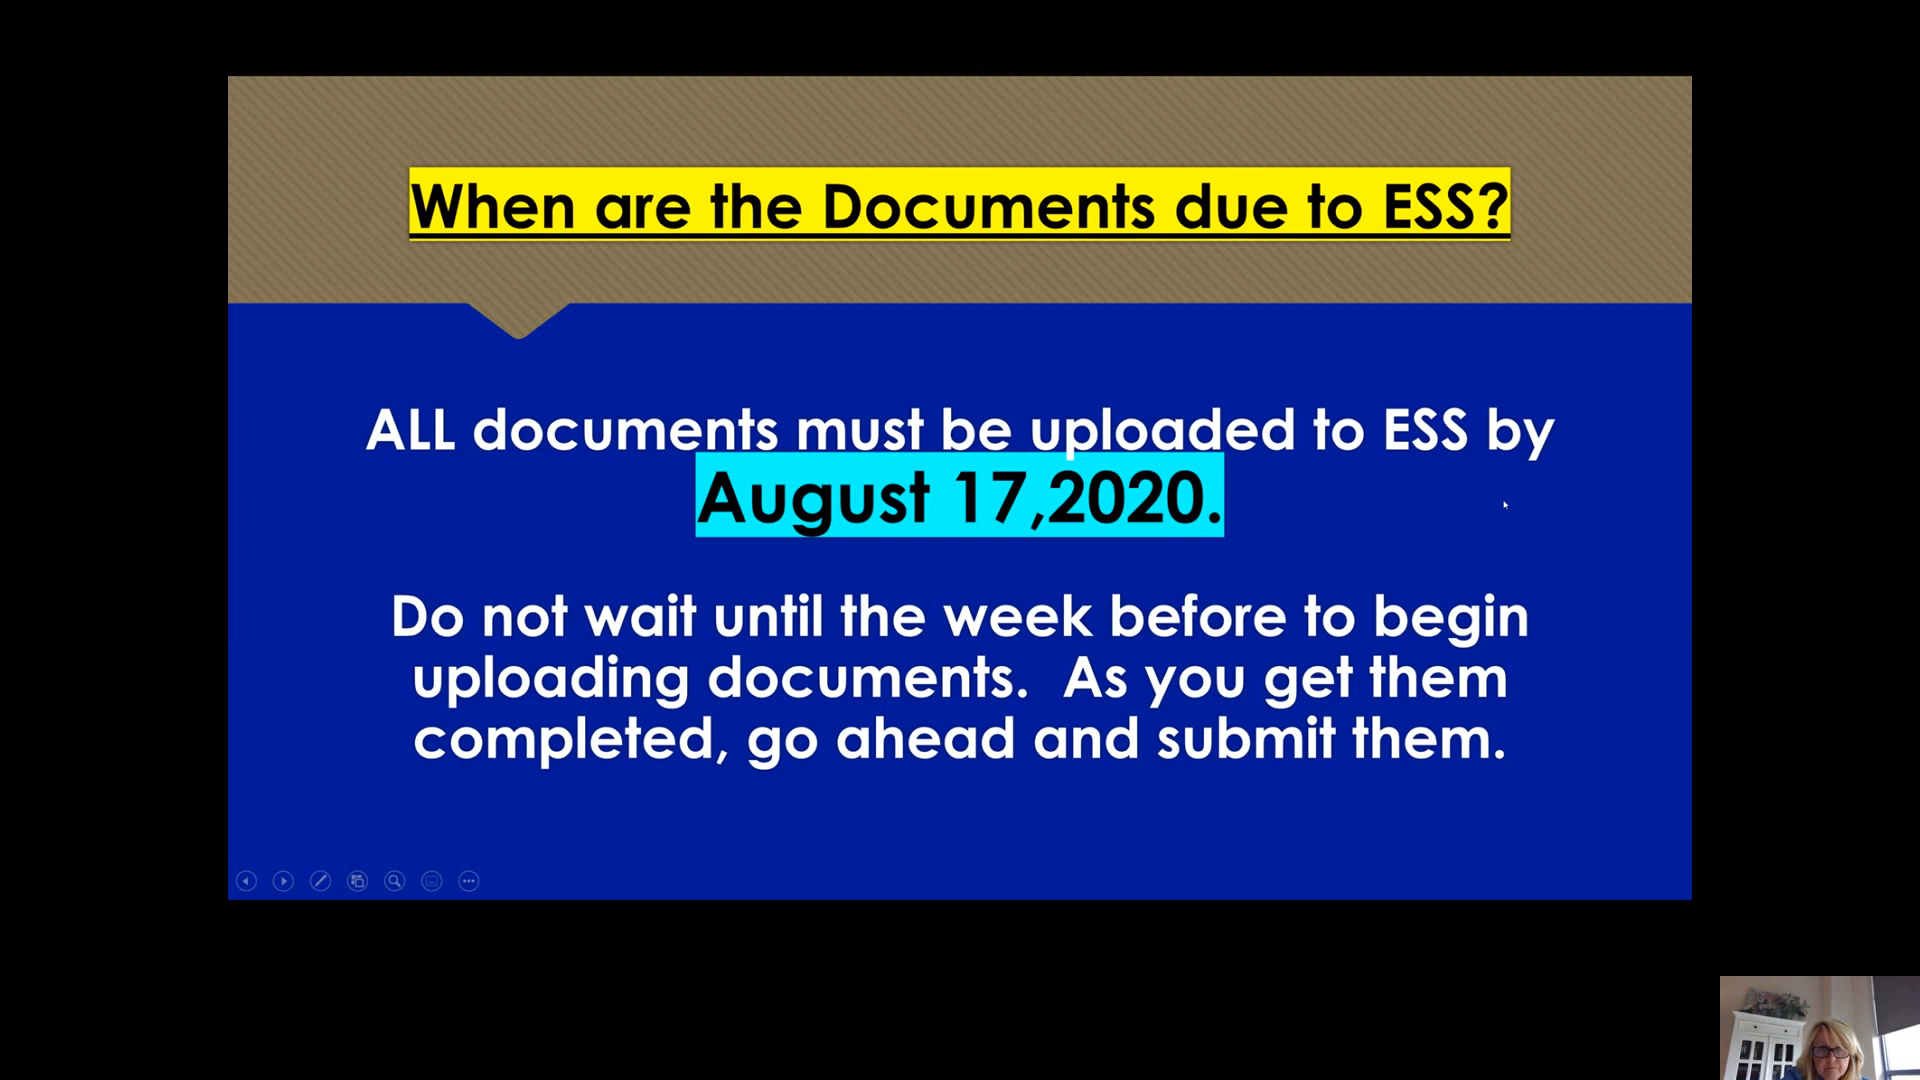 When are the Documents due to ESS?
ALL documents must be uploaded to ESS by
August 17,2020.
Do not wait until the week before to begin
uploading documents.  As you get them
completed, go ahead and submit them.